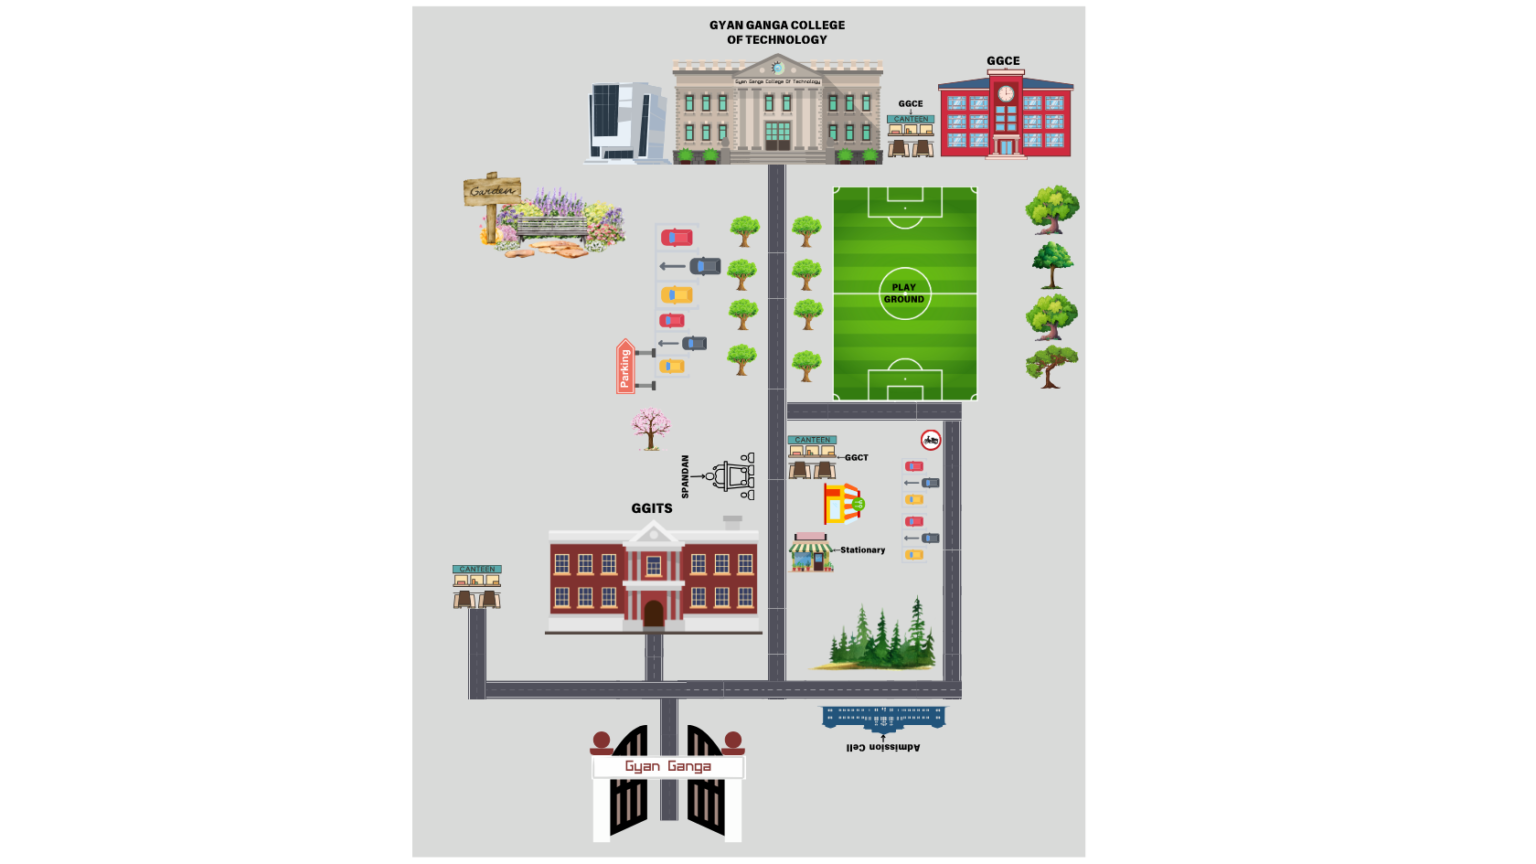 GYAN GANGA COLLEGE
OF TECHNOLOGY
GGCE
Gyan Ganga College Of Technology
GGCE
CANTEEN
Garden
PLAY
GROUND
Parking
CANTEEN
GGCT
SPANDAN
GGITS
Stationary
CANTEEN
Admission Cell
Gyan Ganga